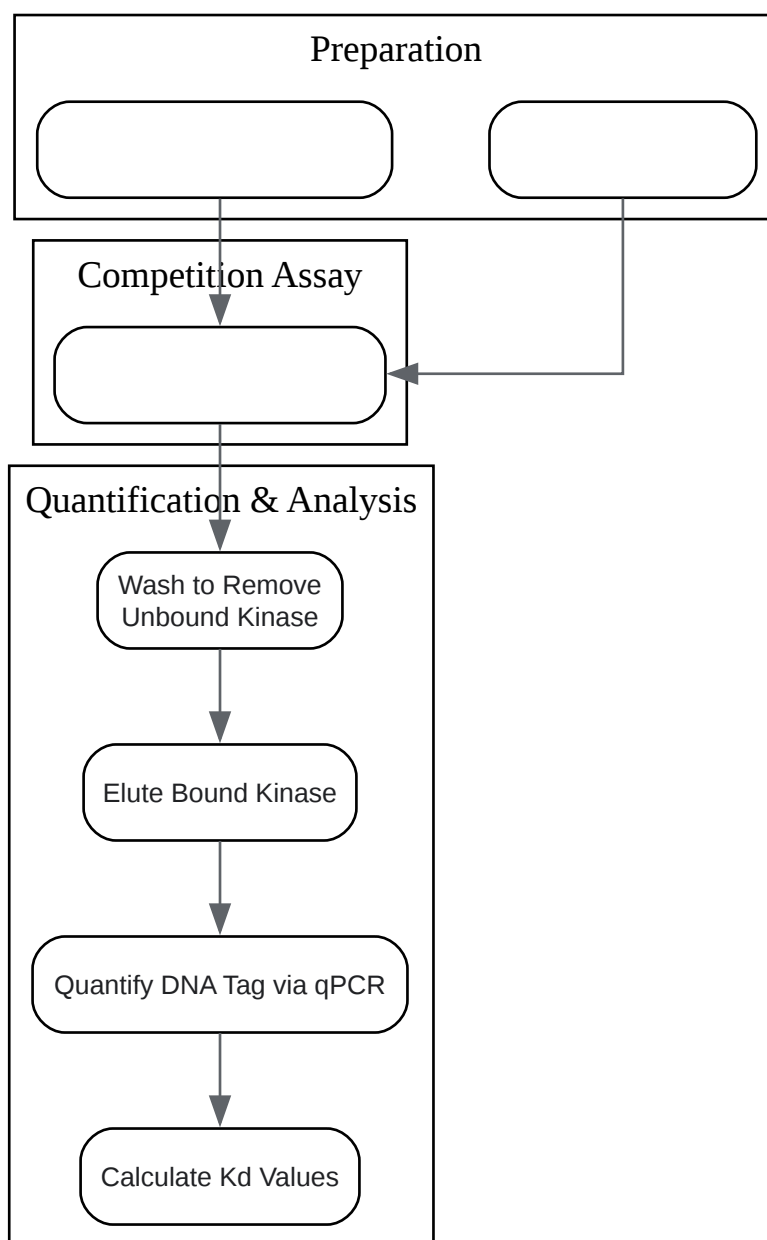 Preparation
Competition Assay
Quantification & Analysis
Wash to Remove
Unbound Kinase
Elute Bound Kinase
Quantify DNA Tag via qPCR
Calculate Kd Values